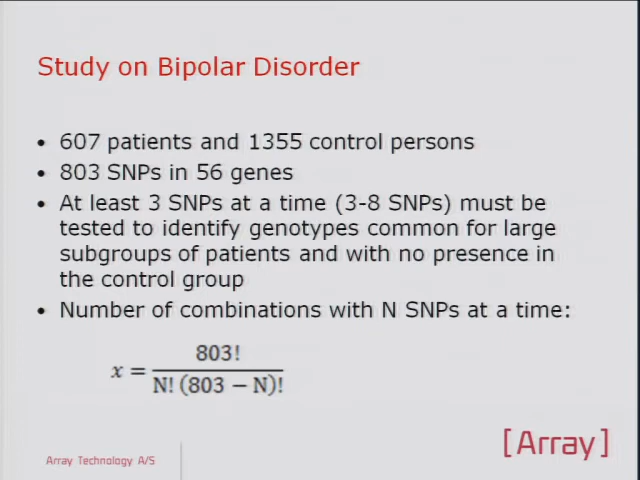 Study on Bipolar Disorder
• 607 patients and 1355 control persons
• 803 SNPs in 56 genes
• At least 3 SNPs at a time (3-8 SNPs) must be
tested to identify genotypes common for large
subgroups of patients and with no presence in
the control group
• Number of combinations with N SNPs at a time:
x = 803! / N! (803 − N)!
Array Technology A/S
[Array]